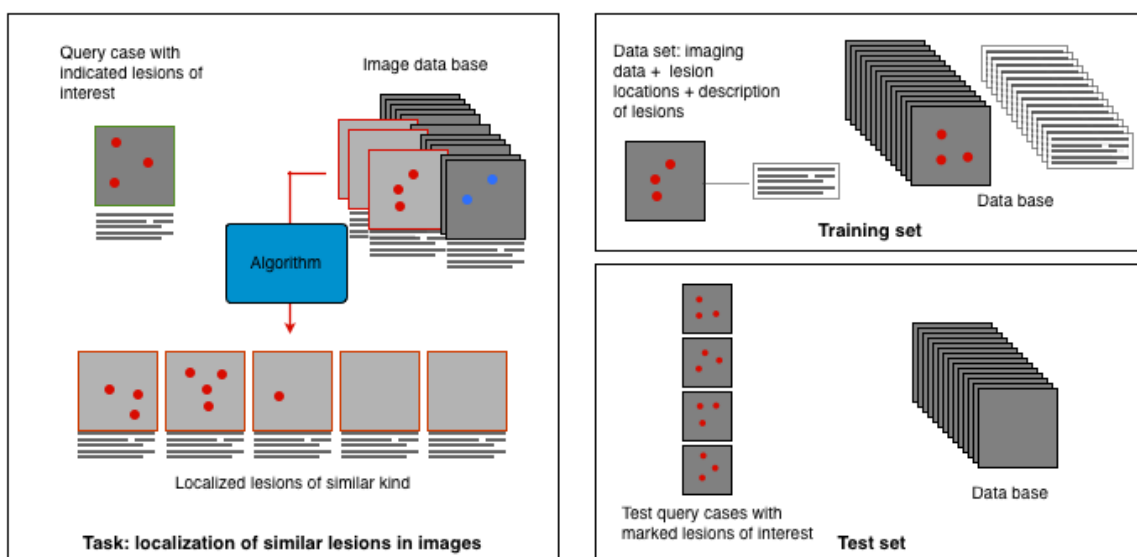 Query case with
indicated lesions of
interest
Image data base
Algorithm
Localized lesions of similar kind
Task: localization of similar lesions in images
Data set: imaging
data + lesion
locations + description
of lesions
Data base
Training set
Test query cases with
marked lesions of interest
Data base
Test set